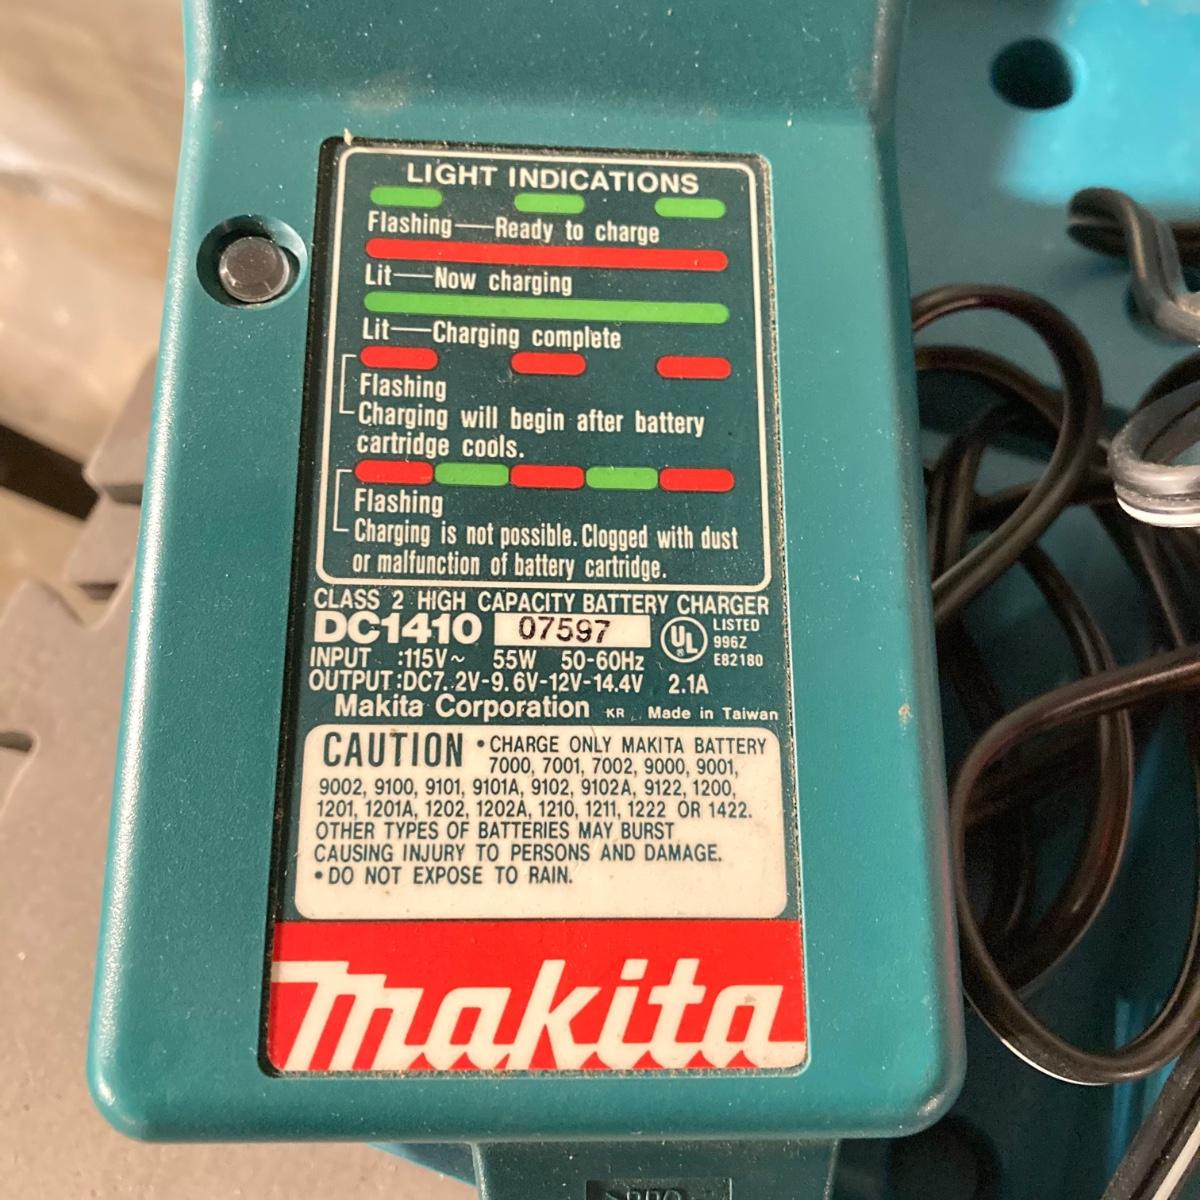 LIGHT INDICATIONS
Flashing—Ready to charge
Lit—Now charging
Lit—Charging complete
Flashing
Charging will begin after battery
cartridge cools.
Flashing
Charging is not possible. Clogged with dust
or malfunction of battery cartridge.
CLASS 2 HIGH CAPACITY BATTERY CHARGER
DC1410 07597 UL® LISTED
996Z
E82180
INPUT :115V~ 55W 50-60Hz
OUTPUT:DC7.2V-9.6V-12V-14.4V 2.1A
Makita Corporation KR Made in Taiwan
CAUTION •CHARGE ONLY MAKITA BATTERY
7000, 7001, 7002, 9000, 9001,
9002, 9100, 9101, 9101A, 9102, 9102A, 9122, 1200,
1201, 1201A, 1202, 1202A, 1210, 1211, 1222 OR 1422.
OTHER TYPES OF BATTERIES MAY BURST
CAUSING INJURY TO PERSONS AND DAMAGE.
•DO NOT EXPOSE TO RAIN.
makita